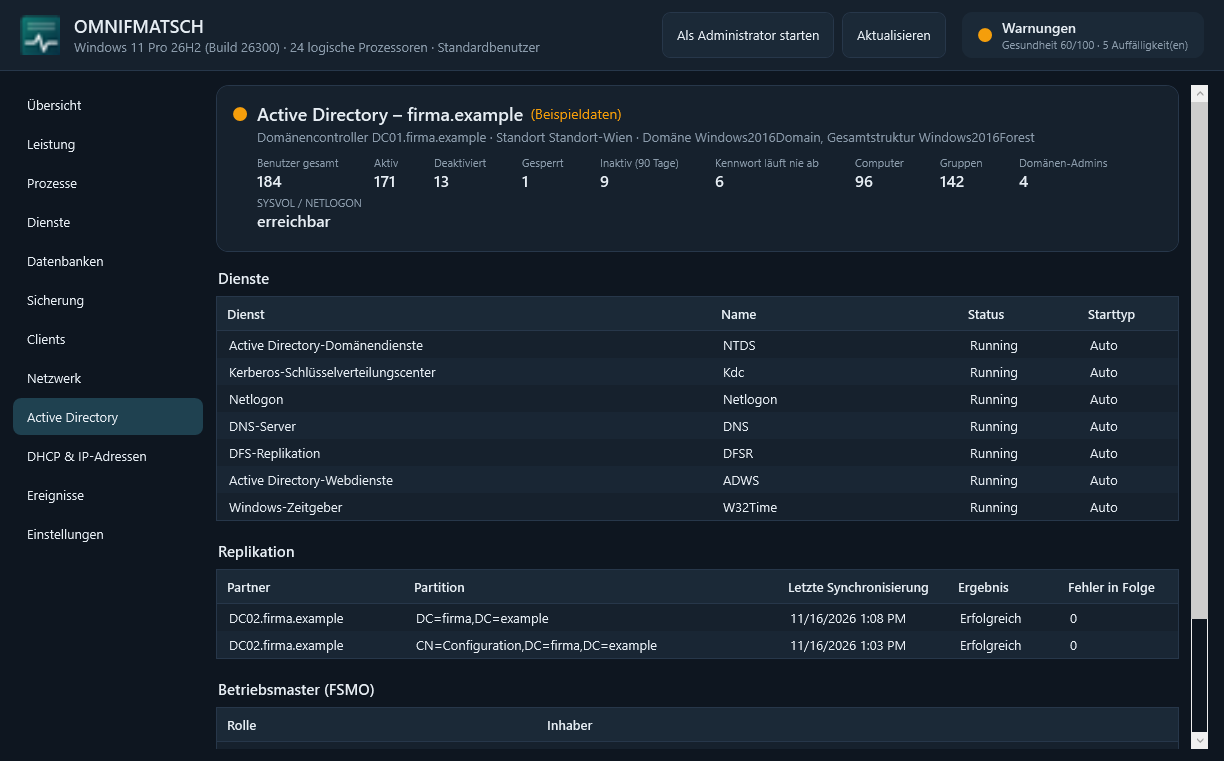 OMNIFMATSCH
Windows 11 Pro 26H2 (Build 26300) · 24 logische Prozessoren · Standardbenutzer
Als Administrator starten
Aktualisieren
Warnungen
Gesundheit 60/100 · 5 Auffälligkeit(en)
Übersicht
Leistung
Prozesse
Dienste
Datenbanken
Sicherung
Clients
Netzwerk
Active Directory
DHCP & IP-Adressen
Ereignisse
Einstellungen
Active Directory – firma.example (Beispieldaten)
Domänencontroller DC01.firma.example · Standort Standort-Wien · Domäne Windows2016Domain, Gesamtstruktur Windows2016Forest
Benutzer gesamt Aktiv Deaktiviert Gesperrt Inaktiv (90 Tage) Kennwort läuft nie ab Computer Gruppen Domänen-Admins
184 171 13 1 9 6 96 142 4
SYSVOL / NETLOGON
erreichbar
Dienste
Dienst Name Status Starttyp
Active Directory-Domänendienste NTDS Running Auto
Kerberos-Schlüsselverteilungscenter Kdc Running Auto
Netlogon Netlogon Running Auto
DNS-Server DNS Running Auto
DFS-Replikation DFSR Running Auto
Active Directory-Webdienste ADWS Running Auto
Windows-Zeitgeber W32Time Running Auto
Replikation
Partner Partition Letzte Synchronisierung Ergebnis Fehler in Folge
DC02.firma.example DC=firma,DC=example 11/16/2026 1:08 PM Erfolgreich 0
DC02.firma.example CN=Configuration,DC=firma,DC=example 11/16/2026 1:03 PM Erfolgreich 0
Betriebsmaster (FSMO)
Rolle Inhaber